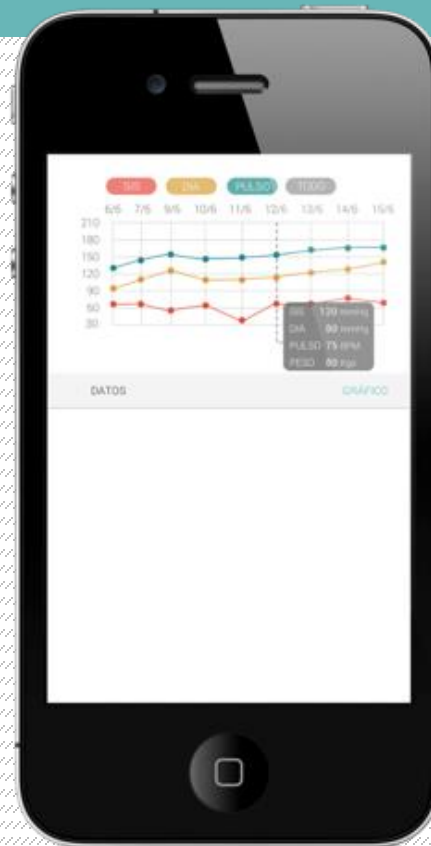 SIS DIA PULSO TODO
6/6 7/6 9/6 10/6 11/6 12/6 13/6 14/6 15/6
210
180
150
120
90
60
30
SIS 120 mmHg
DIA 80 mmHg
PULSO 75 BPM
PESO 80 Kgs
DATOS GRÁFICO